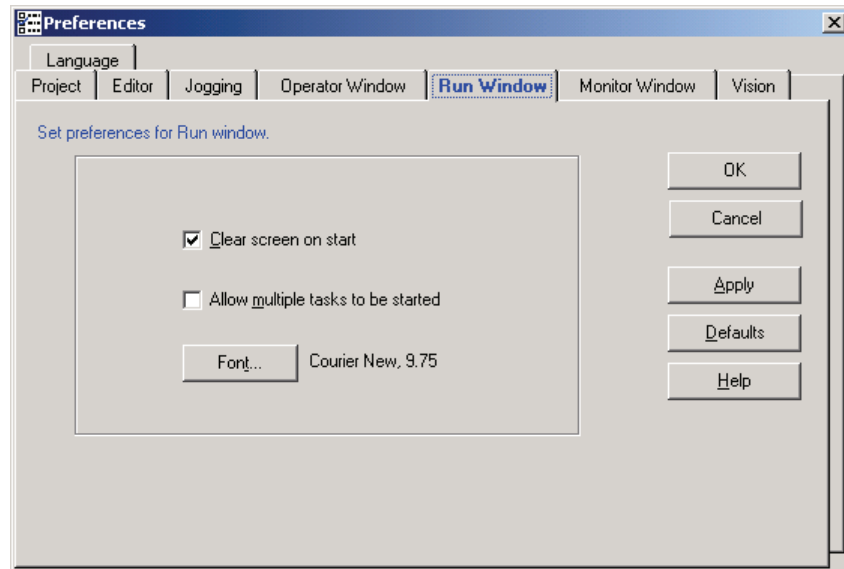 Preferences
Language
Project Editor Jogging Operator Window Run Window Monitor Window Vision
Set preferences for Run window.
OK
Cancel
Clear screen on start
Allow multiple tasks to be started
Apply
Defaults
Font... Courier New, 9.75
Help